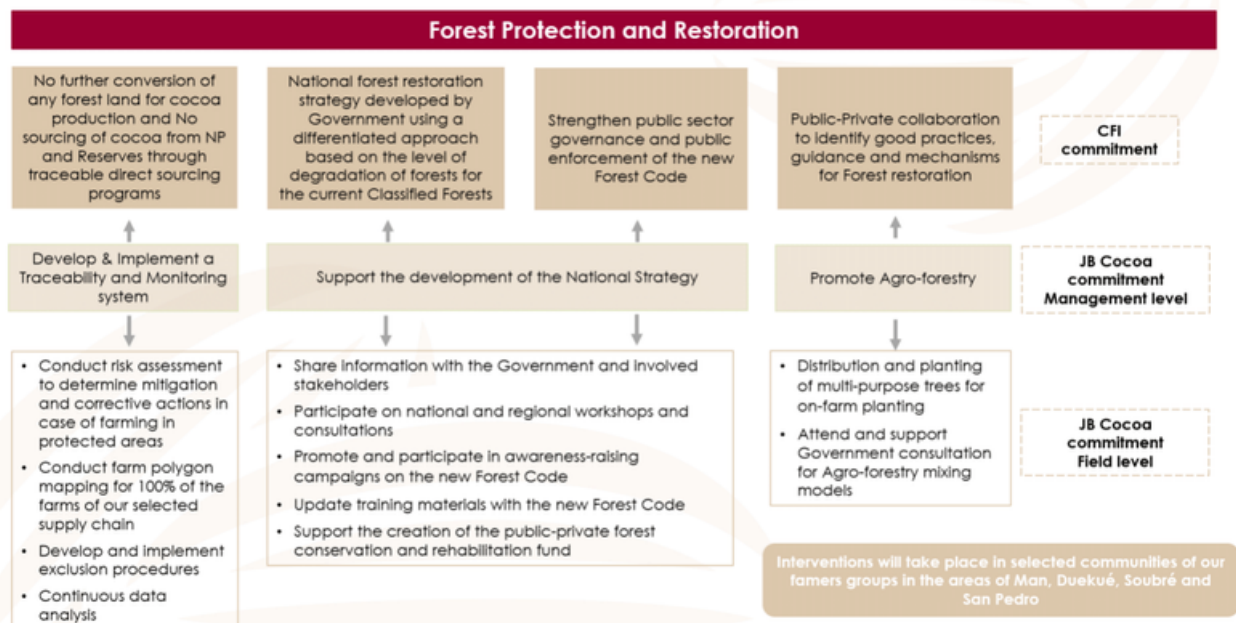 Forest Protection and Restoration
No further conversion of
any forest land for cocoa
production and No
sourcing of cocoa from NP
and Reserves through
traceable direct sourcing
programs
National forest restoration
strategy developed by
Government using a
differentiated approach
based on the level of
degradation of forests for
the current Classified Forests
Strengthen public sector
governance and public
enforcement of the new
Forest Code
Public-Private collaboration
to identify good practices,
guidance and mechanisms
for Forest restoration
CFI
commitment
Develop & Implement a
Traceability and Monitoring
system
Support the development of the National Strategy
Promote Agro-forestry
JB Cocoa
commitment
Management level
• Conduct risk assessment
to determine mitigation
and corrective actions in
case of farming in
protected areas
• Conduct farm polygon
mapping for 100% of the
farms of our selected
supply chain
• Develop and implement
exclusion procedures
• Continuous data
analysis
• Share information with the Government and involved
stakeholders
• Participate on national and regional workshops and
consultations
• Promote and participate in awareness-raising
campaigns on the new Forest Code
• Update training materials with the new Forest Code
• Support the creation of the public-private forest
conservation and rehabilitation fund
• Distribution and planting
of multi-purpose trees for
on-farm planting
• Attend and support
Government consultation
for Agro-forestry mixing
models
JB Cocoa
commitment
Field level
Interventions will take place in selected communities of our
famers groups in the areas of Man, Duekué, Soubré and
San Pedro